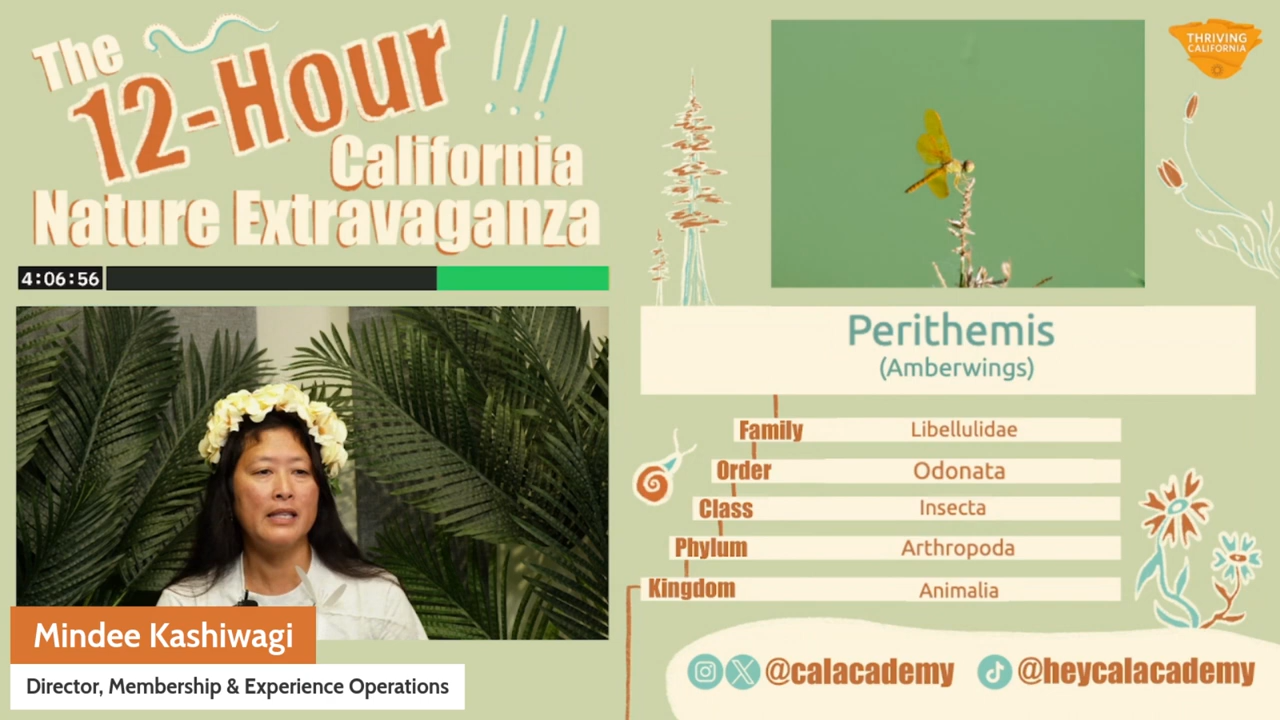 The
12-Hour!!!
California
Nature Extravaganza
4:06:56
Mindee Kashiwagi
Director, Membership & Experience Operations
THRIVING
CALIFORNIA
Perithemis
(Amberwings)
Family Libellulidae
Order Odonata
Class Insecta
Phylum Arthropoda
Kingdom Animalia
@calacademy @heycalacademy